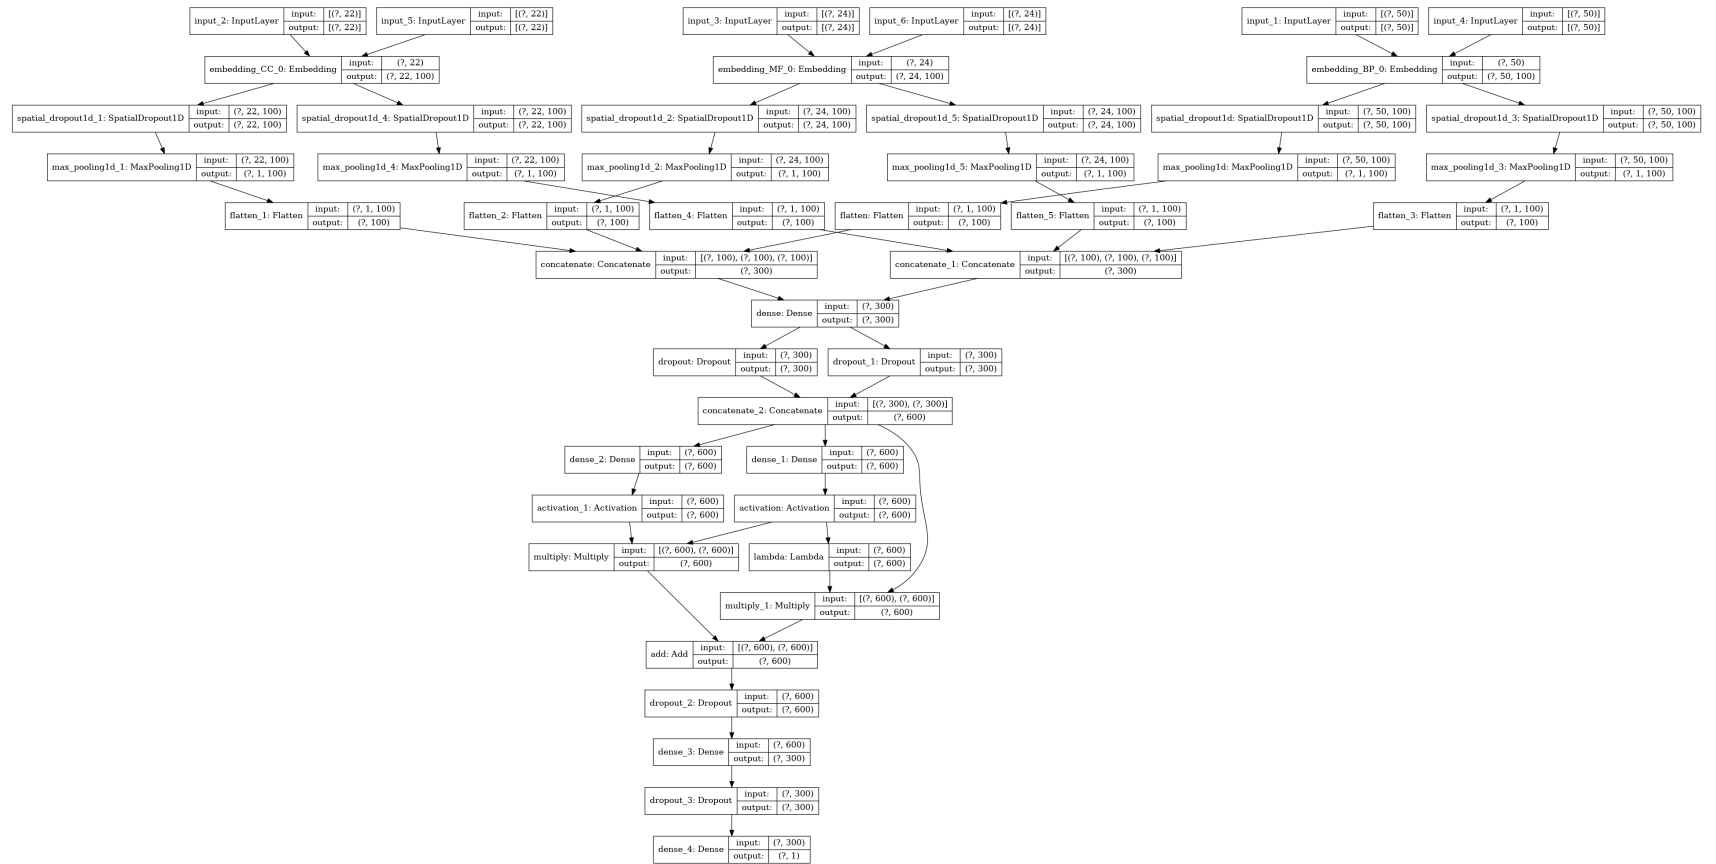 input_2: InputLayer input: [(?, 22)] output: [(?, 22)]
input_5: InputLayer input: [(?, 22)] output: [(?, 22)]
input_3: InputLayer input: [(?, 24)] output: [(?, 24)]
input_6: InputLayer input: [(?, 24)] output: [(?, 24)]
input_1: InputLayer input: [(?, 50)] output: [(?, 50)]
input_4: InputLayer input: [(?, 50)] output: [(?, 50)]
embedding_CC_0: Embedding input: (?, 22) output: (?, 22, 100)
embedding_MF_0: Embedding input: (?, 24) output: (?, 24, 100)
embedding_BP_0: Embedding input: (?, 50) output: (?, 50, 100)
spatial_dropout1d_1: SpatialDropout1D input: (?, 22, 100) output: (?, 22, 100)
spatial_dropout1d_4: SpatialDropout1D input: (?, 22, 100) output: (?, 22, 100)
spatial_dropout1d_2: SpatialDropout1D input: (?, 24, 100) output: (?, 24, 100)
spatial_dropout1d_5: SpatialDropout1D input: (?, 24, 100) output: (?, 24, 100)
spatial_dropout1d: SpatialDropout1D input: (?, 50, 100) output: (?, 50, 100)
spatial_dropout1d_3: SpatialDropout1D input: (?, 50, 100) output: (?, 50, 100)
max_pooling1d_1: MaxPooling1D input: (?, 22, 100) output: (?, 1, 100)
max_pooling1d_4: MaxPooling1D input: (?, 22, 100) output: (?, 1, 100)
max_pooling1d_2: MaxPooling1D input: (?, 24, 100) output: (?, 1, 100)
max_pooling1d_5: MaxPooling1D input: (?, 24, 100) output: (?, 1, 100)
max_pooling1d: MaxPooling1D input: (?, 50, 100) output: (?, 1, 100)
max_pooling1d_3: MaxPooling1D input: (?, 50, 100) output: (?, 1, 100)
flatten_1: Flatten input: (?, 1, 100) output: (?, 100)
flatten_2: Flatten input: (?, 1, 100) output: (?, 100)
flatten_4: Flatten input: (?, 1, 100) output: (?, 100)
flatten: Flatten input: (?, 1, 100) output: (?, 100)
flatten_5: Flatten input: (?, 1, 100) output: (?, 100)
flatten_3: Flatten input: (?, 1, 100) output: (?, 100)
concatenate: Concatenate input: [(?, 100), (?, 100), (?, 100)] output: (?, 300)
concatenate_1: Concatenate input: [(?, 100), (?, 100), (?, 100)] output: (?, 300)
dense: Dense input: (?, 300) output: (?, 300)
dropout: Dropout input: (?, 300) output: (?, 300)
dropout_1: Dropout input: (?, 300) output: (?, 300)
concatenate_2: Concatenate input: [(?, 300), (?, 300)] output: (?, 600)
dense_2: Dense input: (?, 600) output: (?, 600)
dense_1: Dense input: (?, 600) output: (?, 600)
activation_1: Activation input: (?, 600) output: (?, 600)
activation: Activation input: (?, 600) output: (?, 600)
multiply: Multiply input: [(?, 600), (?, 600)] output: (?, 600)
lambda: Lambda input: (?, 600) output: (?, 600)
multiply_1: Multiply input: [(?, 600), (?, 600)] output: (?, 600)
add: Add input: [(?, 600), (?, 600)] output: (?, 600)
dropout_2: Dropout input: (?, 600) output: (?, 600)
dense_3: Dense input: (?, 600) output: (?, 300)
dropout_3: Dropout input: (?, 300) output: (?, 300)
dense_4: Dense input: (?, 300) output: (?, 1)